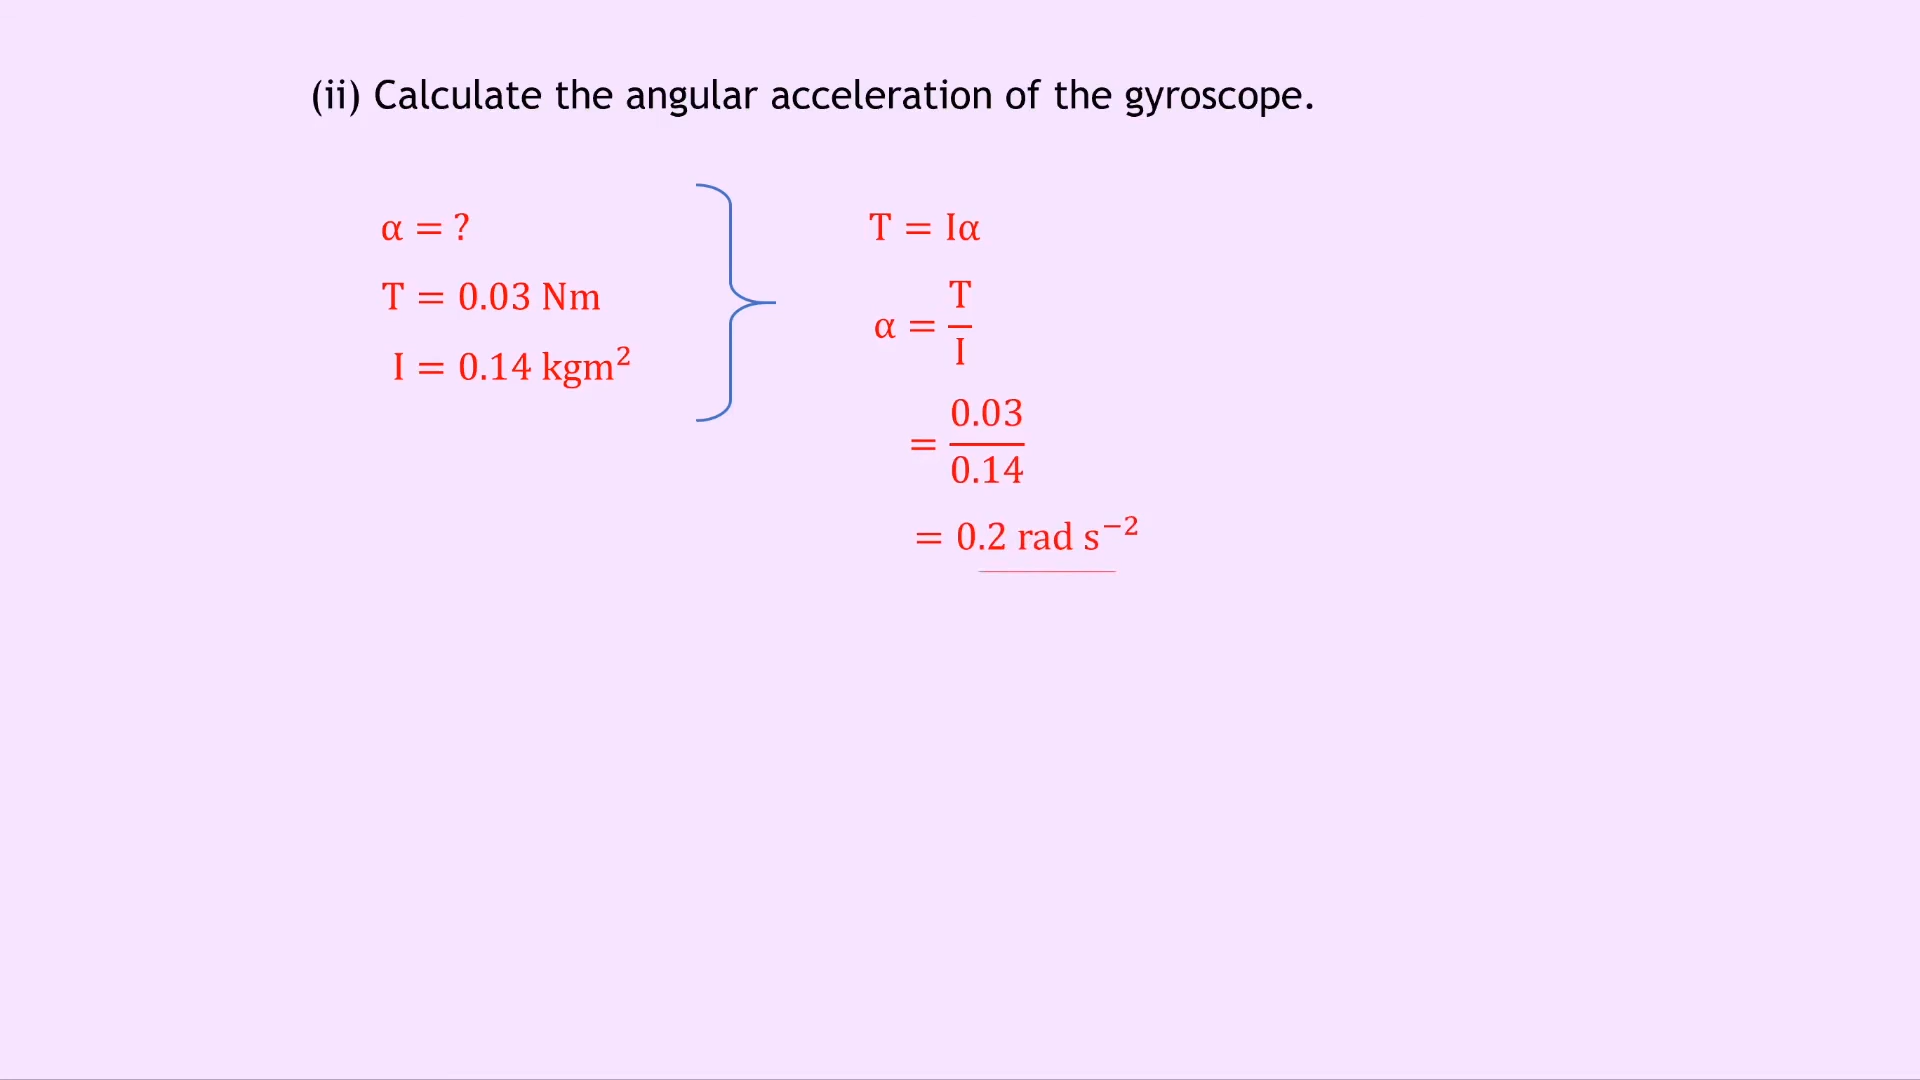 (ii) Calculate the angular acceleration of the gyroscope.
α = ?
T = 0.03 Nm
I = 0.14 kgm²
T = Iα
α = T/I
= 0.03/0.14
= 0.2 rad s⁻²